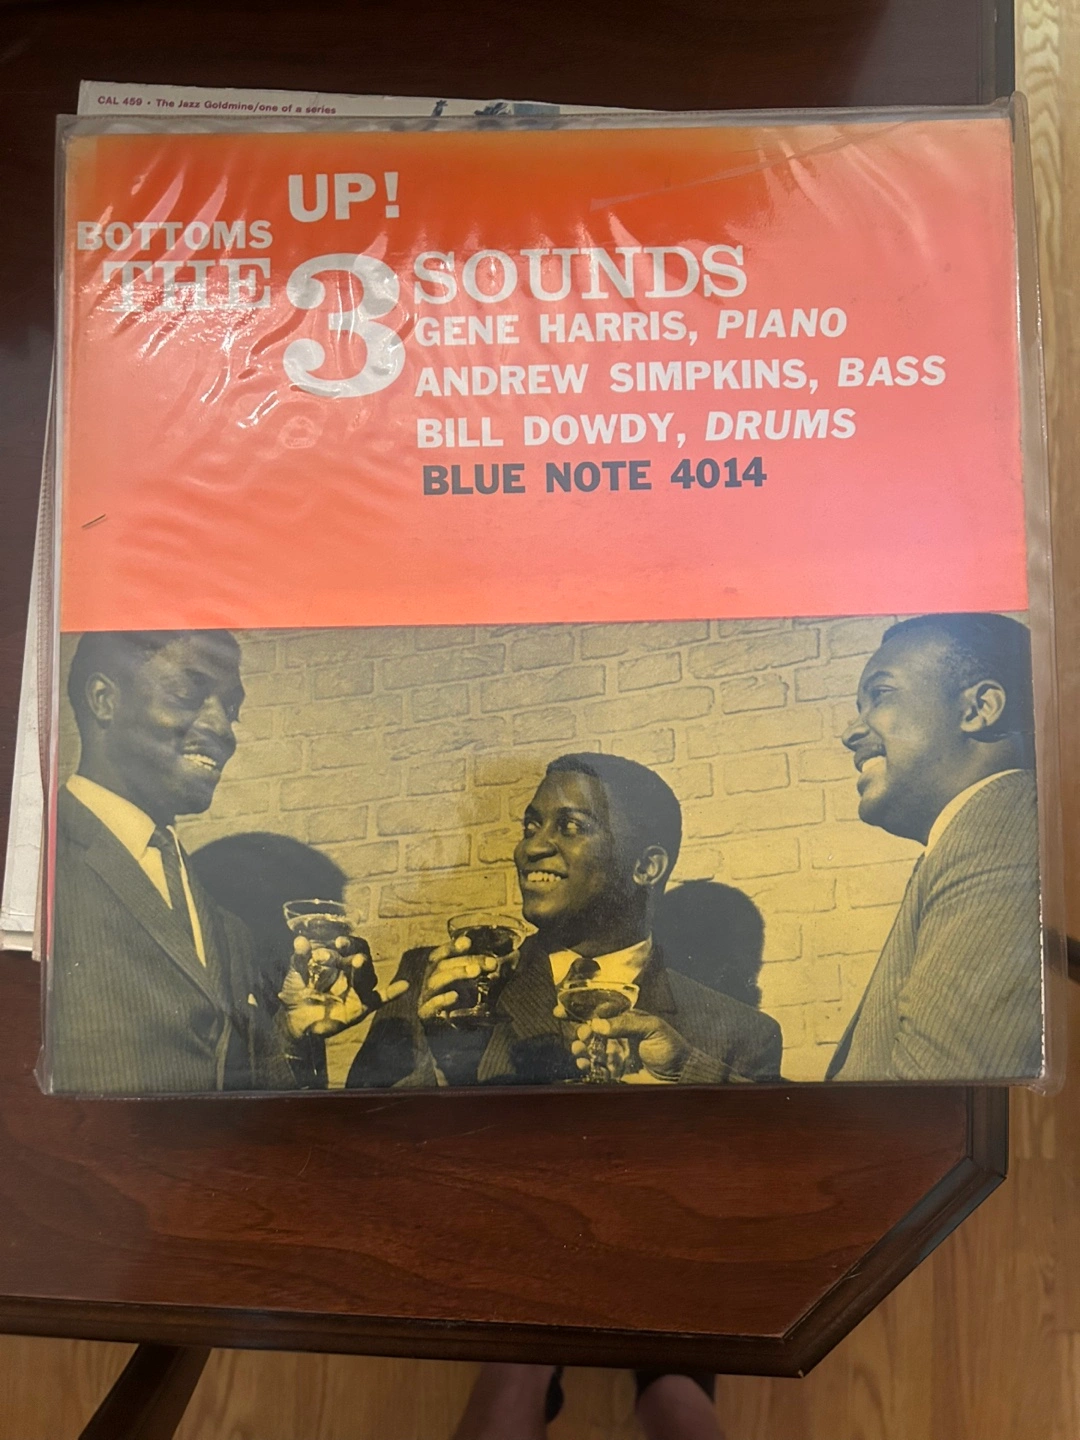 CAL 459 • The Jazz Goldmine/one of a series
UP!
BOTTOMS
THE 3 SOUNDS
GENE HARRIS, PIANO
ANDREW SIMPKINS, BASS
BILL DOWDY, DRUMS
BLUE NOTE 4014